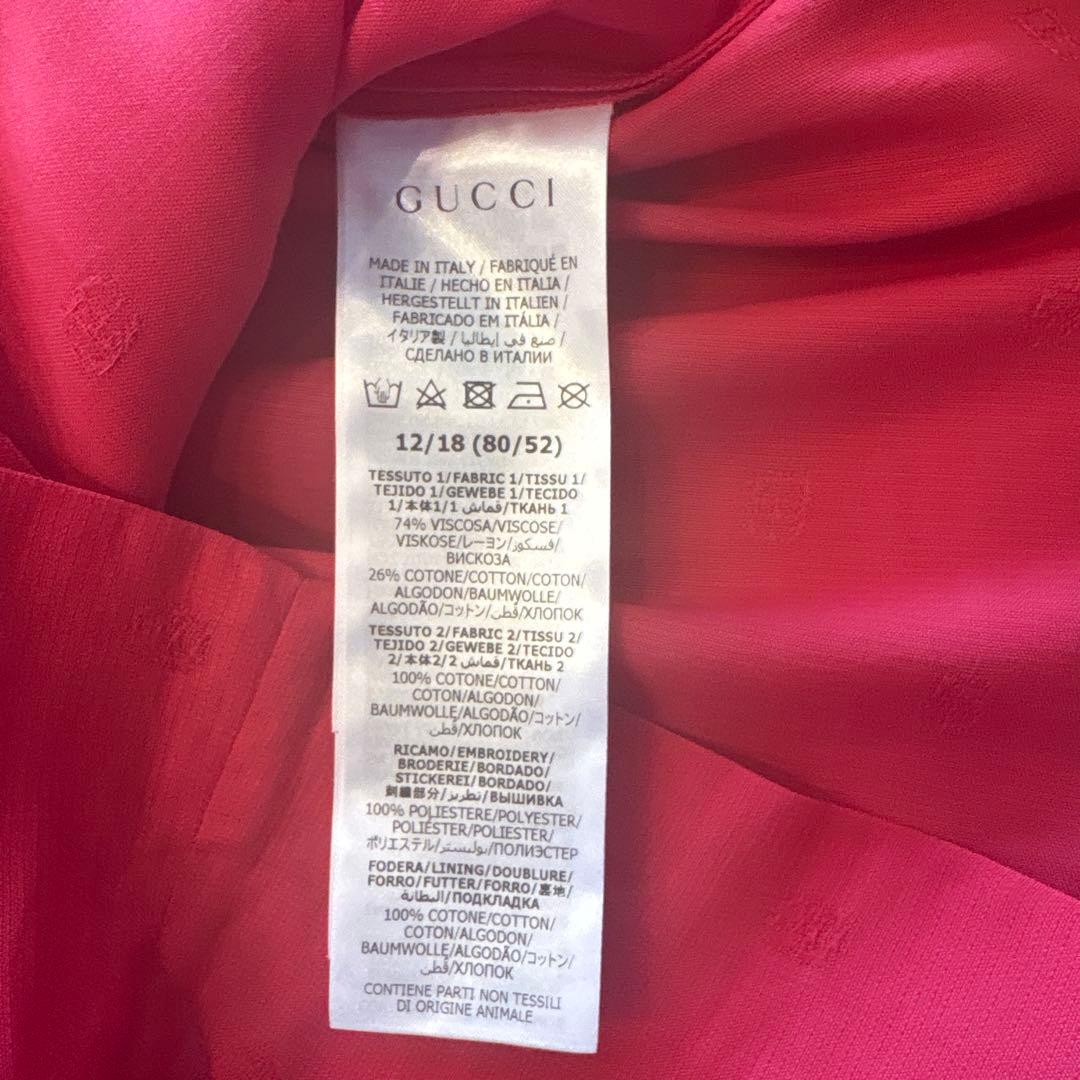 GUCCI
MADE IN ITALY / FABRIQUÉ EN
ITALIE / HECHO EN ITALIA /
HERGESTELLT IN ITALIEN /
FABRICADO EM ITÁLIA /
イタリア製 / صنع في إيطاليا /
СДЕЛАНО В ИТАЛИИ
12/18 (80/52)
TESSUTO 1/FABRIC 1/TISSU 1/
TEJIDO 1/GEWEBE 1/TECIDO
1/本体1/قماش 1/ТКАНЬ 1
74% VISCOSA/VISCOSE/
VISKOSE/レーヨン/فسكوز/
ВИСКОЗА
26% COTONE/COTTON/COTON/
ALGODON/BAUMWOLLE/
ALGODÃO/コットン/قطن/ХЛОПОК
TESSUTO 2/FABRIC 2/TISSU 2/
TEJIDO 2/GEWEBE 2/TECIDO
2/本体2/قماش 2/ТКАНЬ 2
100% COTONE/COTTON/
COTON/ALGODON/
BAUMWOLLE/ALGODÃO/コットン/
قطن/ХЛОПОК
RICAMO/EMBROIDERY/
BRODERIE/BORDADO/
STICKEREI/BORDADO/
刺繍部分/تطريز/ВЫШИВКА
100% POLIESTERE/POLYESTER/
POLIÉSTER/POLIESTER/
ポリエステル/بوليستر/ПОЛИЭСТЕР
FODERA/LINING/DOUBLURE/
FORRO/FUTTER/FORRO/裏地/
البطانة/ПОДКЛАДКА
100% COTONE/COTTON/
COTON/ALGODON/
BAUMWOLLE/ALGODÃO/コットン/
قطن/ХЛОПОК
CONTIENE PARTI NON TESSILI
DI ORIGINE ANIMALE